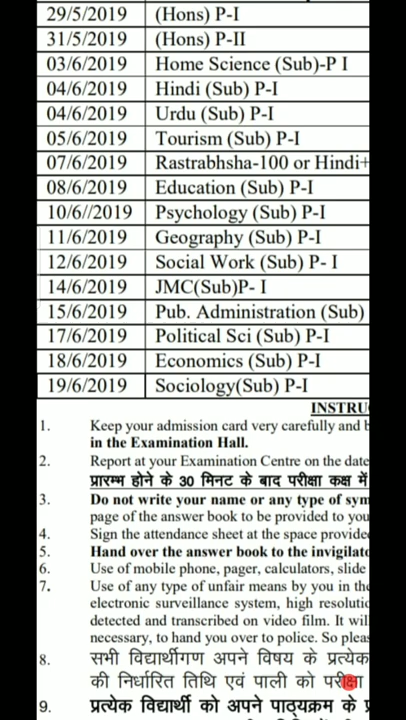 29/5/2019 (Hons) P-I
31/5/2019 (Hons) P-II
03/6/2019 Home Science (Sub)-P I
04/6/2019 Hindi (Sub) P-I
04/6/2019 Urdu (Sub) P-I
05/6/2019 Tourism (Sub) P-I
07/6/2019 Rastrabhsha-100 or Hindi+
08/6/2019 Education (Sub) P-I
10/6//2019 Psychology (Sub) P-I
11/6/2019 Geography (Sub) P-I
12/6/2019 Social Work (Sub) P- I
14/6/2019 JMC(Sub)P- I
15/6/2019 Pub. Administration (Sub)
17/6/2019 Political Sci (Sub) P-I
18/6/2019 Economics (Sub) P-I
19/6/2019 Sociology(Sub) P-I
INSTRU
1. Keep your admission card very carefully and
in the Examination Hall.
2. Report at your Examination Centre on the date
प्रारम्भ होने के 30 मिनट के बाद परीक्षा कक्ष में
3. Do not write your name or any type of sym
page of the answer book to be provided to you
4. Sign the attendance sheet at the space provide
5. Hand over the answer book to the invigilato
6. Use of mobile phone, pager, calculators, slide
7. Use of any type of unfair means by you in the
electronic surveillance system, high resolutic
detected and transcribed on video film. It wil
necessary, to hand you over to police. So pleas
8. सभी विद्यार्थीगण अपने विषय के प्रत्येक
की निर्धारित तिथि एवं पाली को परीक्षा
9. प्रत्येक विद्यार्थी को अपने पाठ्यक्रम के